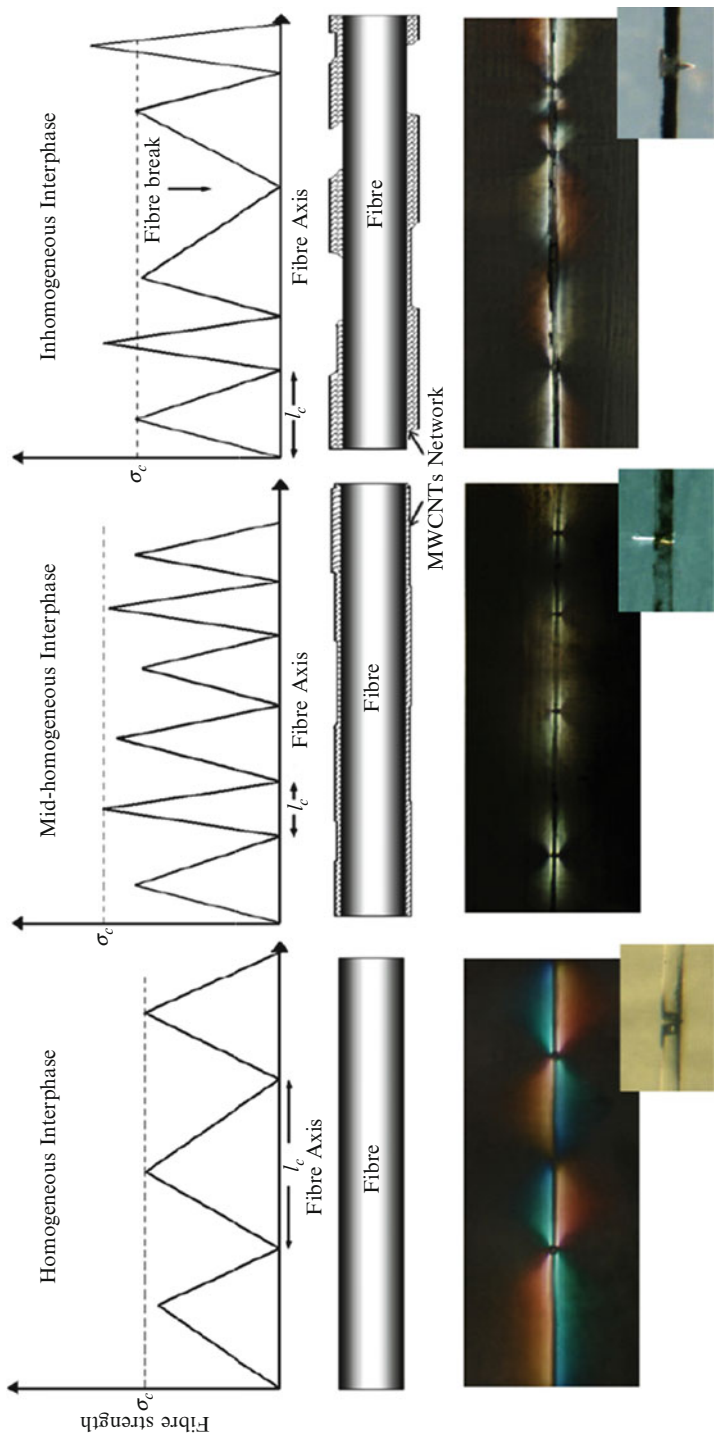 Homogeneous Interphase
Fibre strength
σc
lc
Fibre Axis
Fibre
Mid-homogeneous Interphase
σc
lc
Fibre Axis
Fibre
MWCNTs Network
Inhomogeneous Interphase
σc
Fibre break
lc
Fibre Axis
Fibre